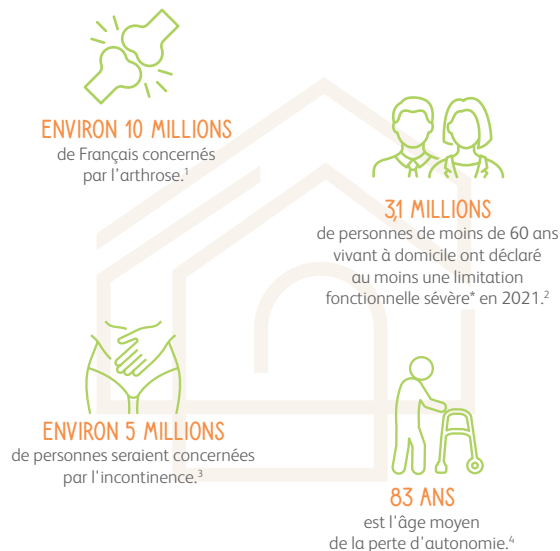 ENVIRON 10 MILLIONS
de Français concernés
par l'arthrose.¹
3,1 MILLIONS
de personnes de moins de 60 ans
vivant à domicile ont déclaré
au moins une limitation
fonctionnelle sévère* en 2021.²
ENVIRON 5 MILLIONS
de personnes seraient concernées
par l'incontinence.³
83 ANS
est l'âge moyen
de la perte d'autonomie.⁴